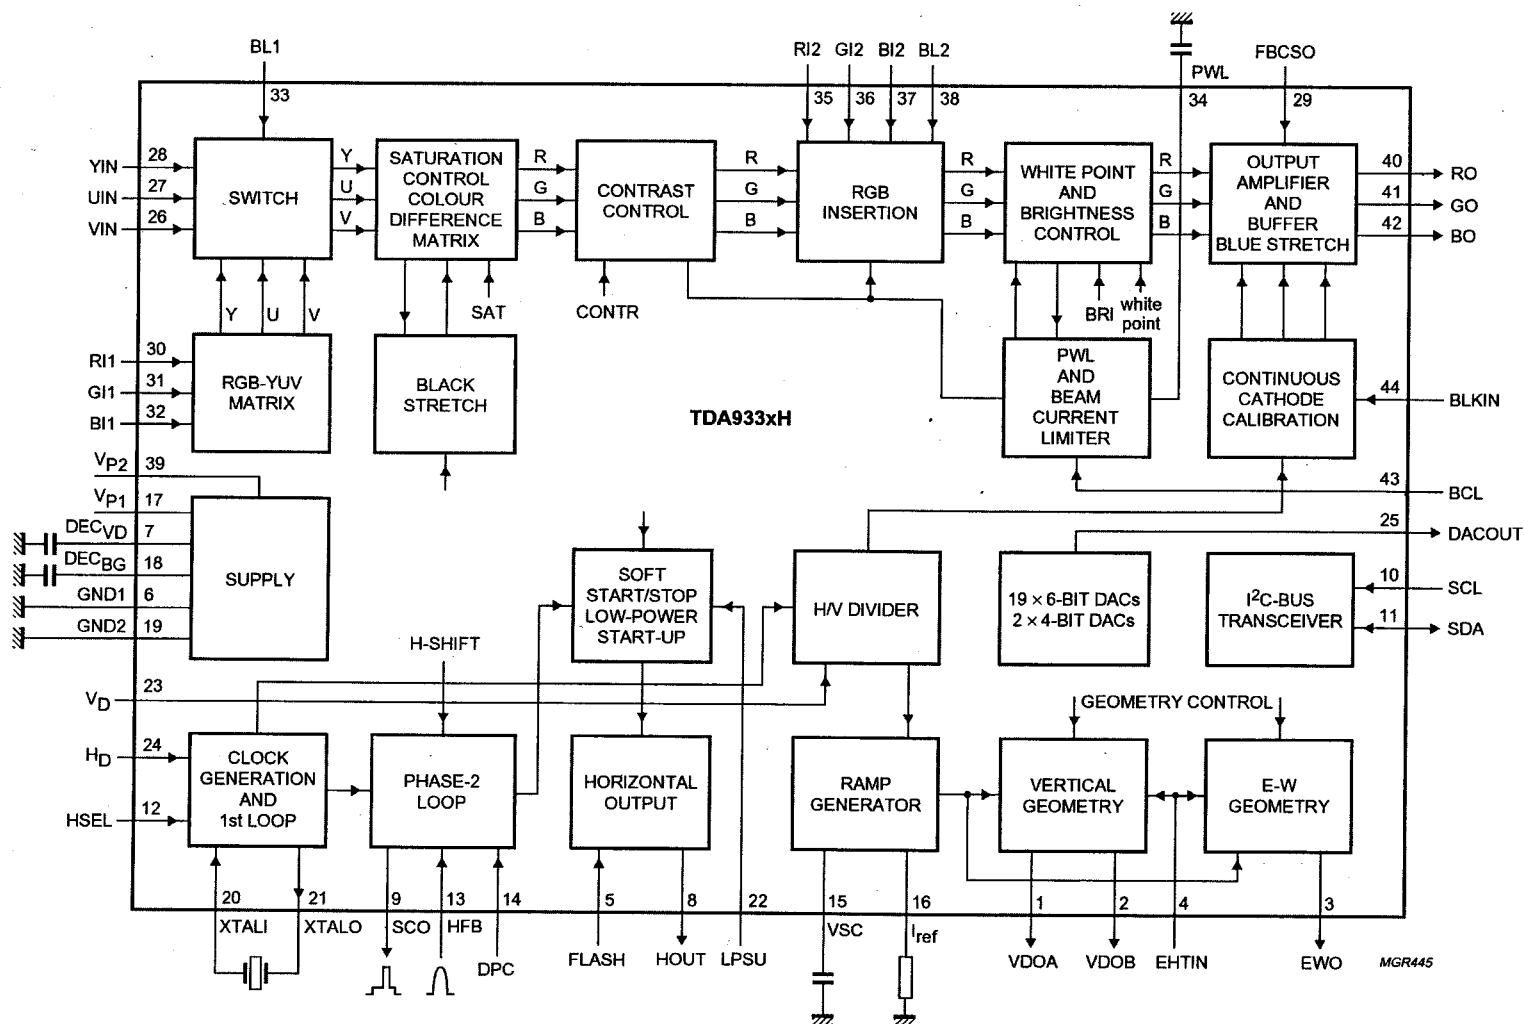 BL1
33
RI2 GI2 BI2 BL2
35 36 37 38
PWL
34
FBCSO
29
YIN 28
UIN 27
VIN 26
SWITCH
Y
U
V
SATURATION
CONTROL
COLOUR
DIFFERENCE
MATRIX
R
G
B
CONTRAST
CONTROL
R
G
B
RGB
INSERTION
R
G
B
WHITE POINT
AND
BRIGHTNESS
CONTROL
R
G
B
OUTPUT
AMPLIFIER
AND
BUFFER
BLUE STRETCH
40 RO
41 GO
42 BO
Y U V
SAT
CONTR
BRI
white
point
RI1 30
GI1 31
BI1 32
RGB-YUV
MATRIX
BLACK
STRETCH
TDA933xH
PWL
AND
BEAM
CURRENT
LIMITER
CONTINUOUS
CATHODE
CALIBRATION
44 BLKIN
43 BCL
25 DACOUT
VP2 39
VP1 17
DECVD 7
DECBG 18
GND1 6
GND2 19
SUPPLY
SOFT
START/STOP
LOW-POWER
START-UP
H/V DIVIDER
19 × 6-BIT DACs
2 × 4-BIT DACs
I²C-BUS
TRANSCEIVER
10 SCL
11 SDA
H-SHIFT
VD 23
HD 24
HSEL 12
CLOCK
GENERATION
AND
1st LOOP
PHASE-2
LOOP
HORIZONTAL
OUTPUT
RAMP
GENERATOR
GEOMETRY CONTROL
VERTICAL
GEOMETRY
E-W
GEOMETRY
20 21 9 13 14 5 8 22 15 16 1 2 4 3
XTALI XTALO SCO HFB DPC FLASH HOUT LPSU VSC Iref VDOA VDOB EHTIN EWO
MGR445